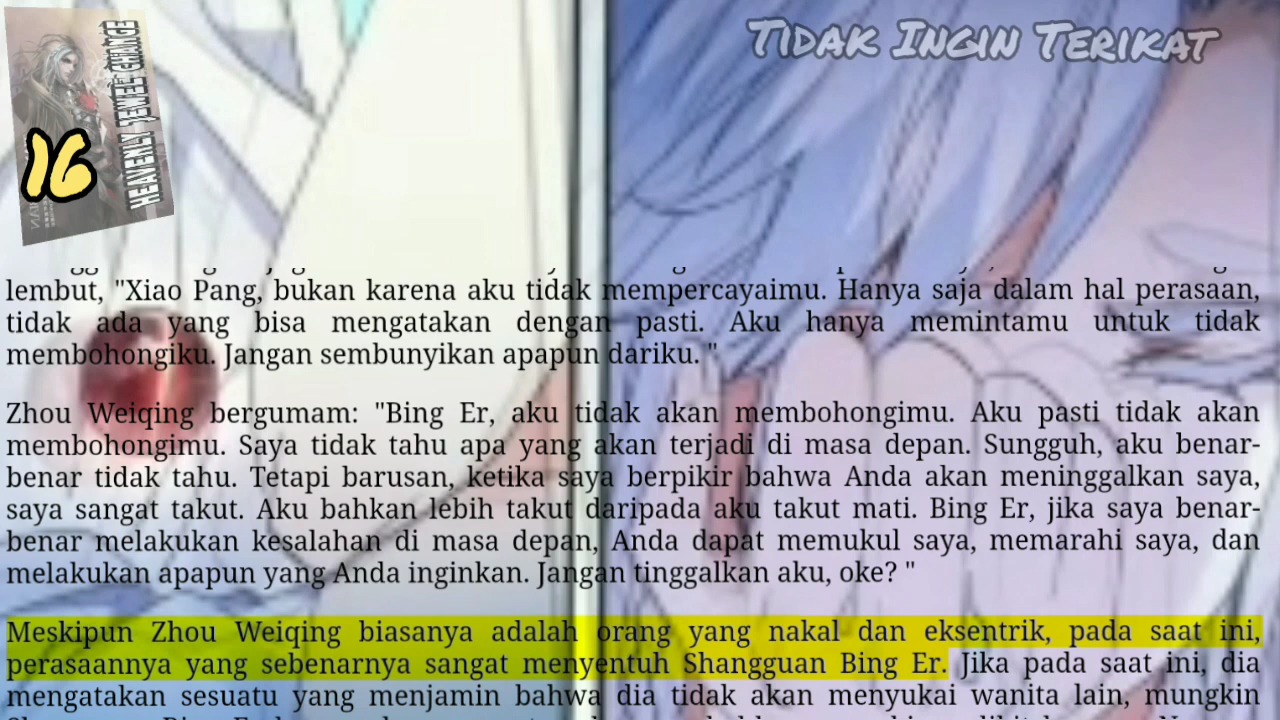 Tidak Ingin Terikat
HEAVENLY JEWEL CHANGE
16
lembut, "Xiao Pang, bukan karena aku tidak mempercayaimu. Hanya saja dalam hal perasaan,
tidak ada yang bisa mengatakan dengan pasti. Aku hanya memintamu untuk tidak
membohongiku. Jangan sembunyikan apapun dariku. "
Zhou Weiqing bergumam: "Bing Er, aku tidak akan membohongimu. Aku pasti tidak akan
membohongimu. Saya tidak tahu apa yang akan terjadi di masa depan. Sungguh, aku benar-
benar tidak tahu. Tetapi barusan, ketika saya berpikir bahwa Anda akan meninggalkan saya,
saya sangat takut. Aku bahkan lebih takut daripada aku takut mati. Bing Er, jika saya benar-
benar melakukan kesalahan di masa depan, Anda dapat memukul saya, memarahi saya, dan
melakukan apapun yang Anda inginkan. Jangan tinggalkan aku, oke? "
Meskipun Zhou Weiqing biasanya adalah orang yang nakal dan eksentrik, pada saat ini,
perasaannya yang sebenarnya sangat menyentuh Shangguan Bing Er. Jika pada saat ini, dia
mengatakan sesuatu yang menjamin bahwa dia tidak akan menyukai wanita lain, mungkin